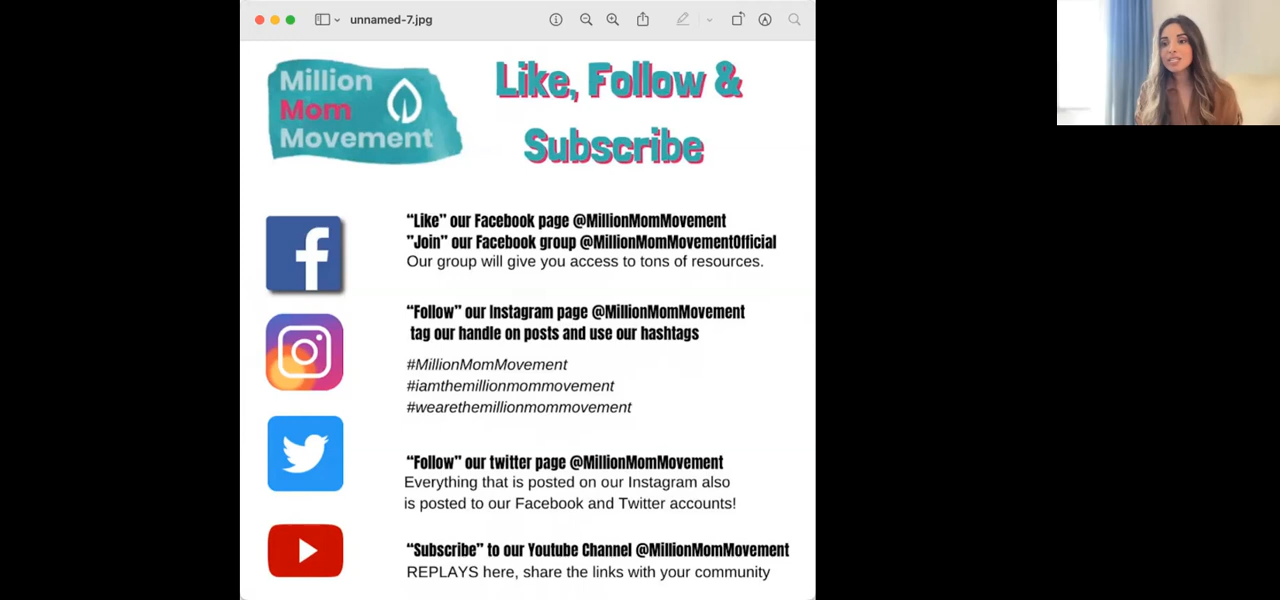 unnamed-7.jpg
Million
Mom
Movement
Like, Follow &
Subscribe
“Like” our Facebook page @MillionMomMovement
”Join” our Facebook group @MillionMomMovementOfficial
Our group will give you access to tons of resources.
“Follow” our Instagram page @MillionMomMovement
tag our handle on posts and use our hashtags
#MillionMomMovement
#iamthemillionmommovement
#wearethemillionmommovement
“Follow” our twitter page @MillionMomMovement
Everything that is posted on our Instagram also
is posted to our Facebook and Twitter accounts!
“Subscribe” to our Youtube Channel @MillionMomMovement
REPLAYS here, share the links with your community